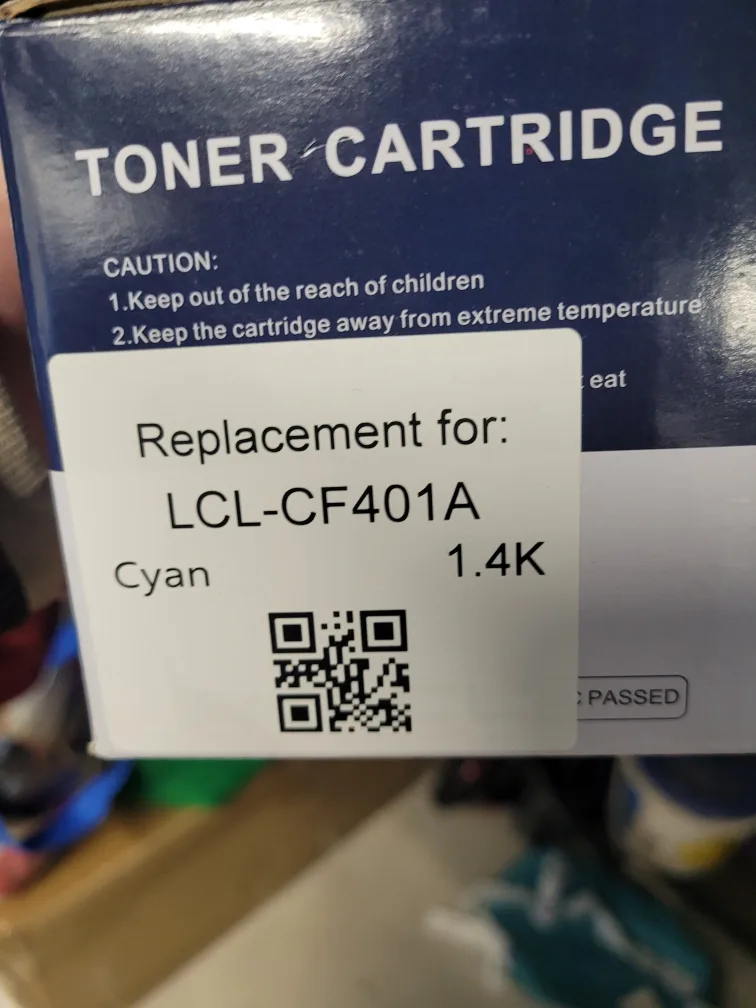 TONER CARTRIDGE
CAUTION:
1.Keep out of the reach of children
2.Keep the cartridge away from extreme temperature
eat
Replacement for:
LCL-CF401A
Cyan 1.4K
PASSED